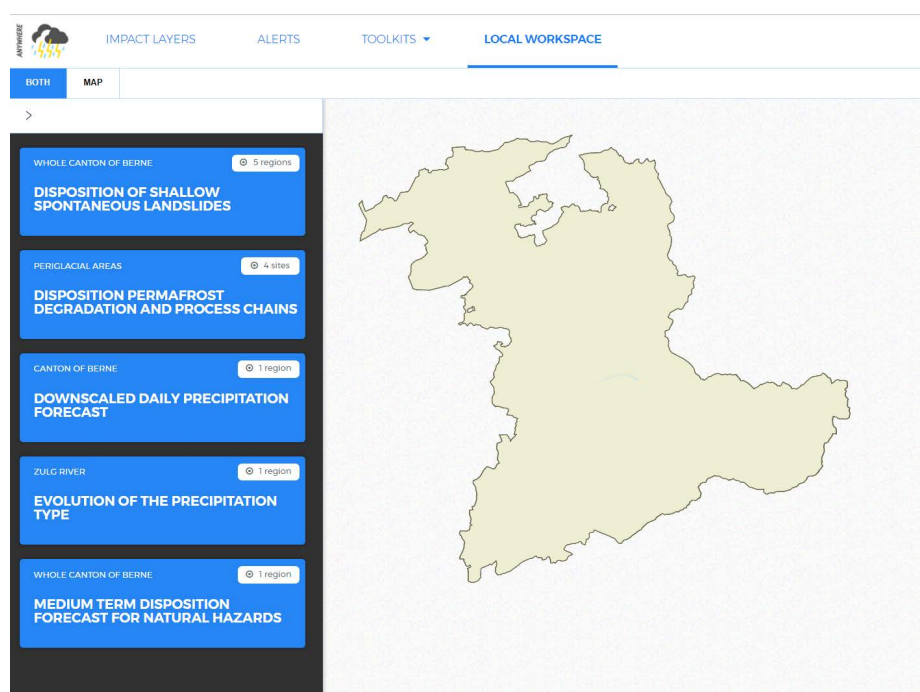 ANYWHERE
IMPACT LAYERS
ALERTS
TOOLKITS
LOCAL WORKSPACE
BOTH
MAP
WHOLE CANTON OF BERNE
5 regions
DISPOSITION OF SHALLOW
SPONTANEOUS LANDSLIDES
PERIGLACIAL AREAS
4 sites
DISPOSITION PERMAFROST
DEGRADATION AND PROCESS CHAINS
CANTON OF BERNE
1 region
DOWNSCALED DAILY PRECIPITATION
FORECAST
ZULG RIVER
1 region
EVOLUTION OF THE PRECIPITATION
TYPE
WHOLE CANTON OF BERNE
1 region
MEDIUM TERM DISPOSITION
FORECAST FOR NATURAL HAZARDS